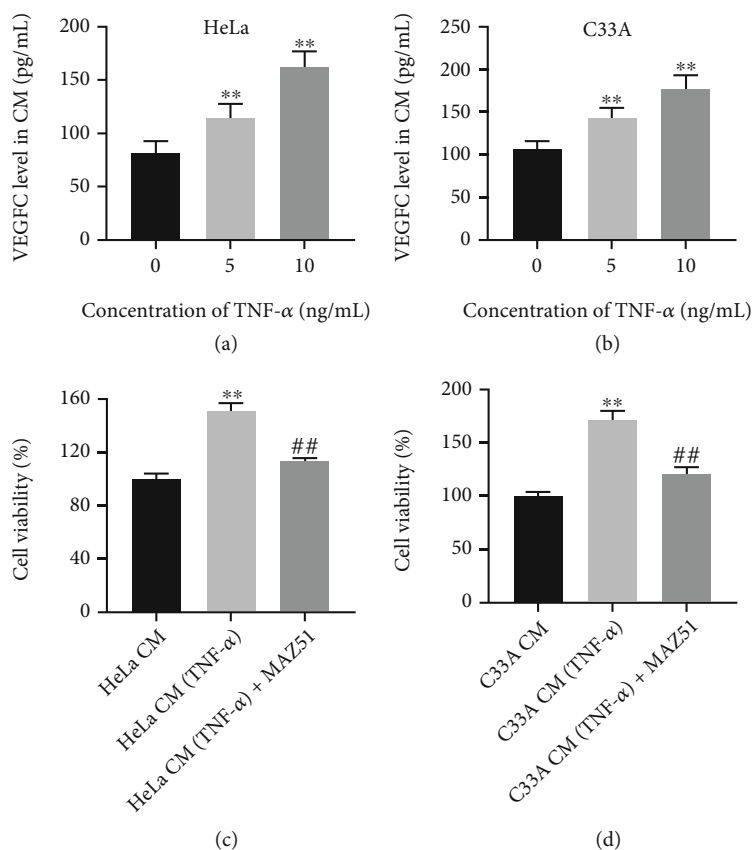 HeLa
VEGFC level in CM (pg/mL)
200
150
100
50
0
**
**
0 5 10
Concentration of TNF-α (ng/mL)
(a)
C33A
VEGFC level in CM (pg/mL)
250
200
150
100
50
0
**
**
0 5 10
Concentration of TNF-α (ng/mL)
(b)
Cell viability (%)
160
120
80
40
0
**
##
HeLa CM
HeLa CM (TNF-α)
HeLa CM (TNF-α) + MAZ51
(c)
Cell viability (%)
200
150
100
50
0
**
##
C33A CM
C33A CM (TNF-α)
C33A CM (TNF-α) + MAZ51
(d)